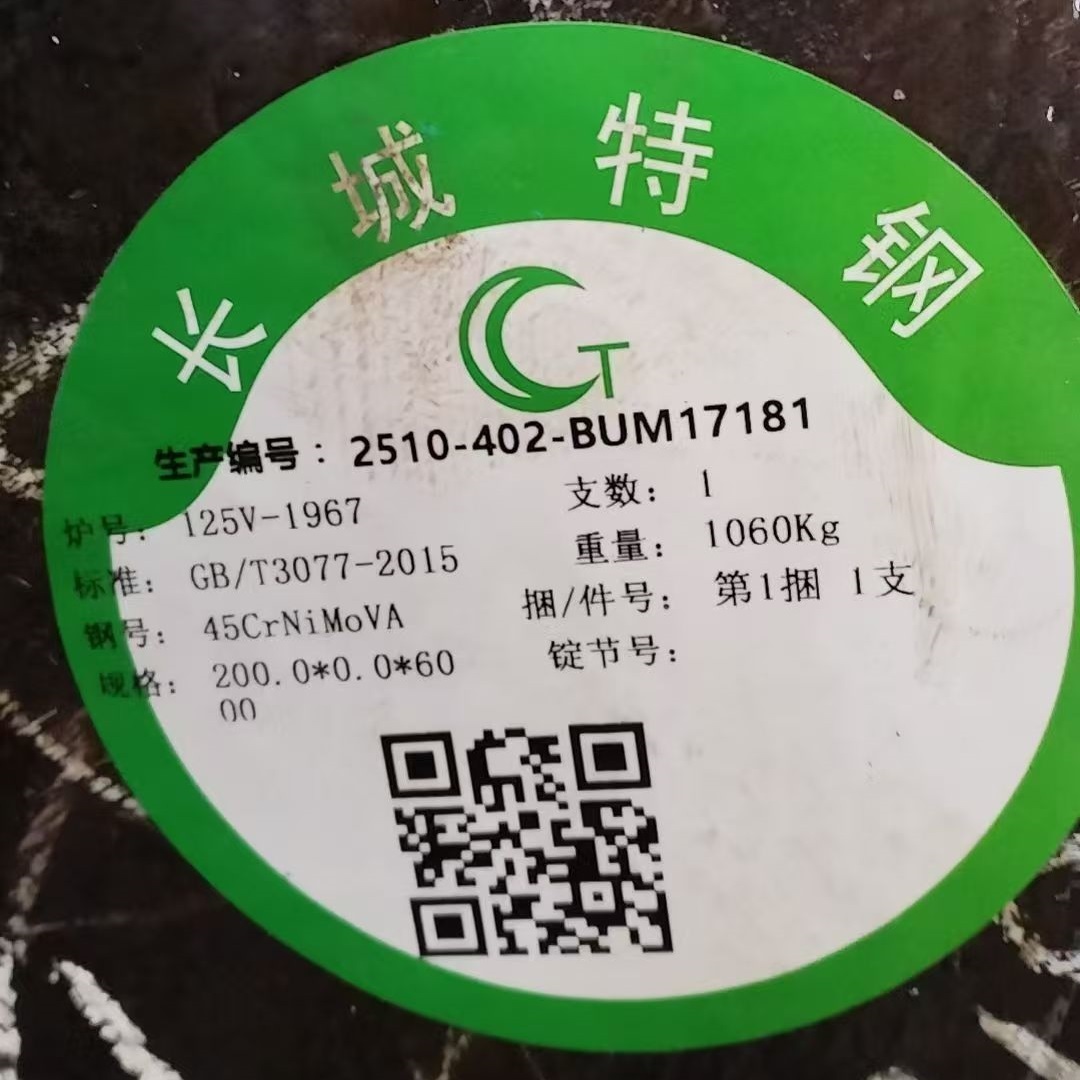 长城特钢
GT
生产编号：2510-402-BUM17181
炉号：125V-1967
支数：1
标准：GB/T3077-2015
重量：1060Kg
钢号：45CrNiMoVA
捆/件号：第1捆 1支
规格：200.0*0.0*60
00
锭节号：